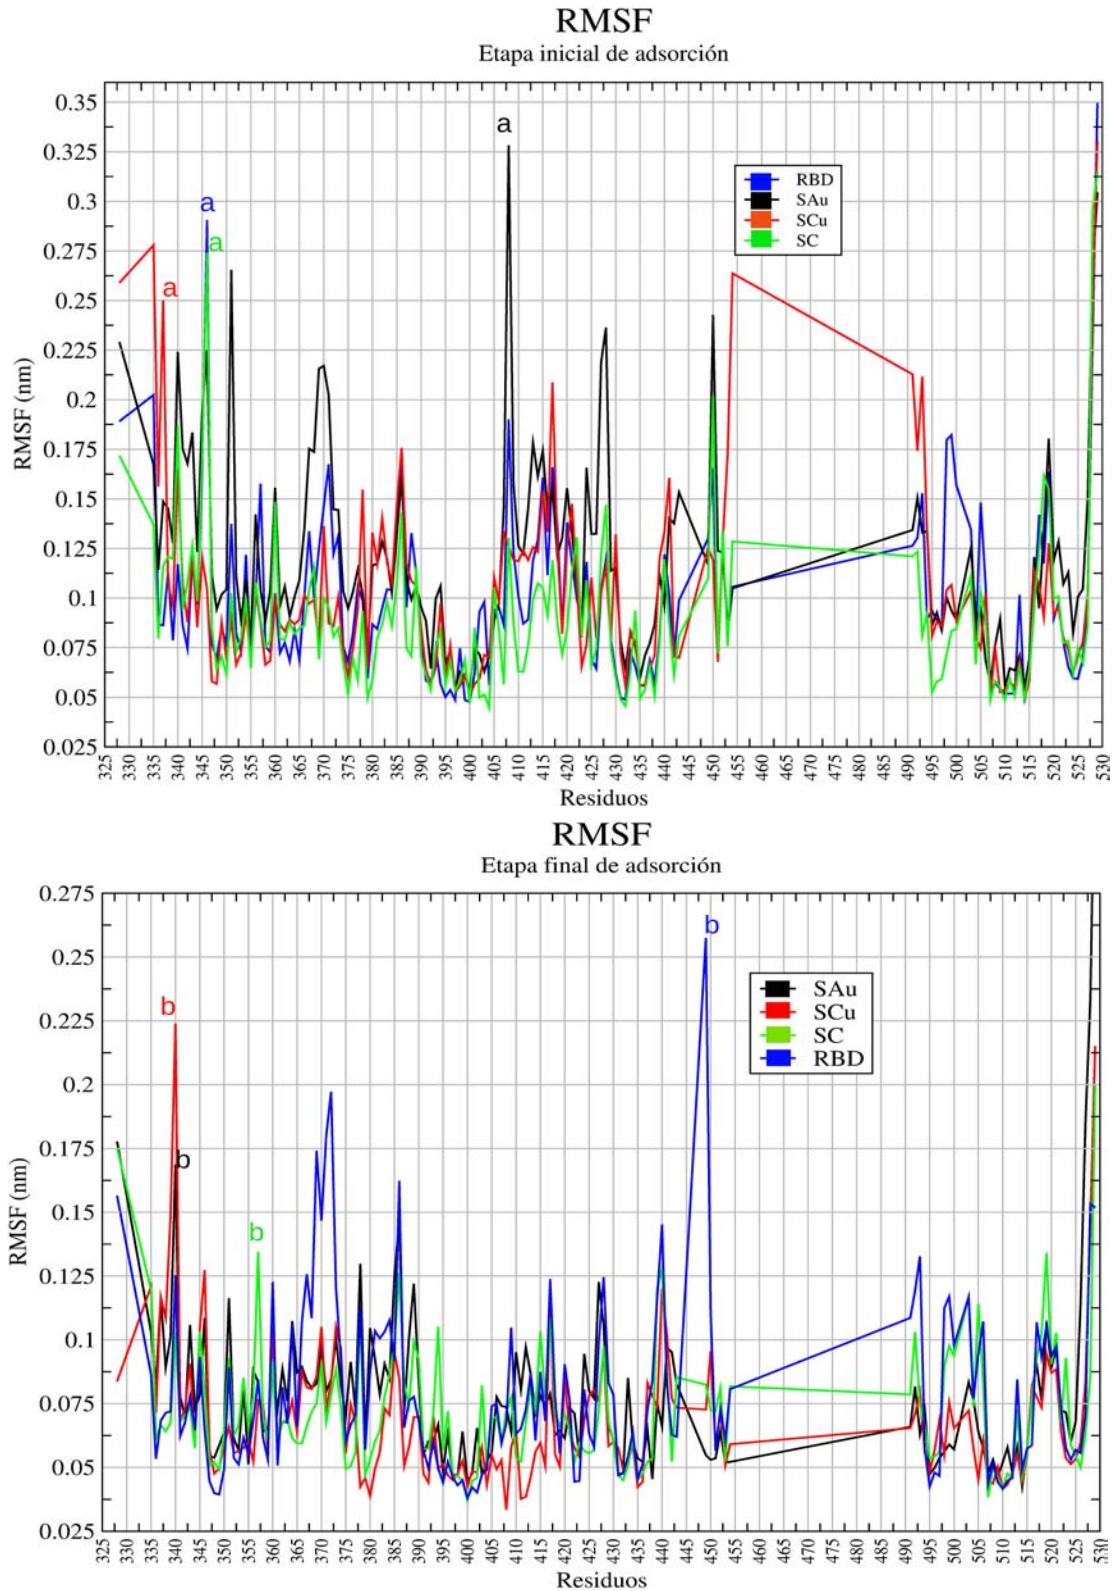 RMSF
Etapa inicial de adsorción
0.35
0.325
0.3
0.275
0.25
0.225
0.2
0.175
0.15
0.125
0.1
0.075
0.05
0.025
RMSF (nm)
a
a
a
a
RBD
SAu
SCu
SC
325 330 335 340 345 350 355 360 365 370 375 380 385 390 395 400 405 410 415 420 425 430 435 440 445 450 455 460 465 470 475 480 485 490 495 500 505 510 515 520 525 530
Residuos
RMSF
Etapa final de adsorción
0.275
0.25
0.225
0.2
0.175
0.15
0.125
0.1
0.075
0.05
0.025
RMSF (nm)
b
b
b
b
SAu
SCu
SC
RBD
325 330 335 340 345 350 355 360 365 370 375 380 385 390 395 400 405 410 415 420 425 430 435 440 445 450 455 460 465 470 475 480 485 490 495 500 505 510 515 520 525 530
Residuos